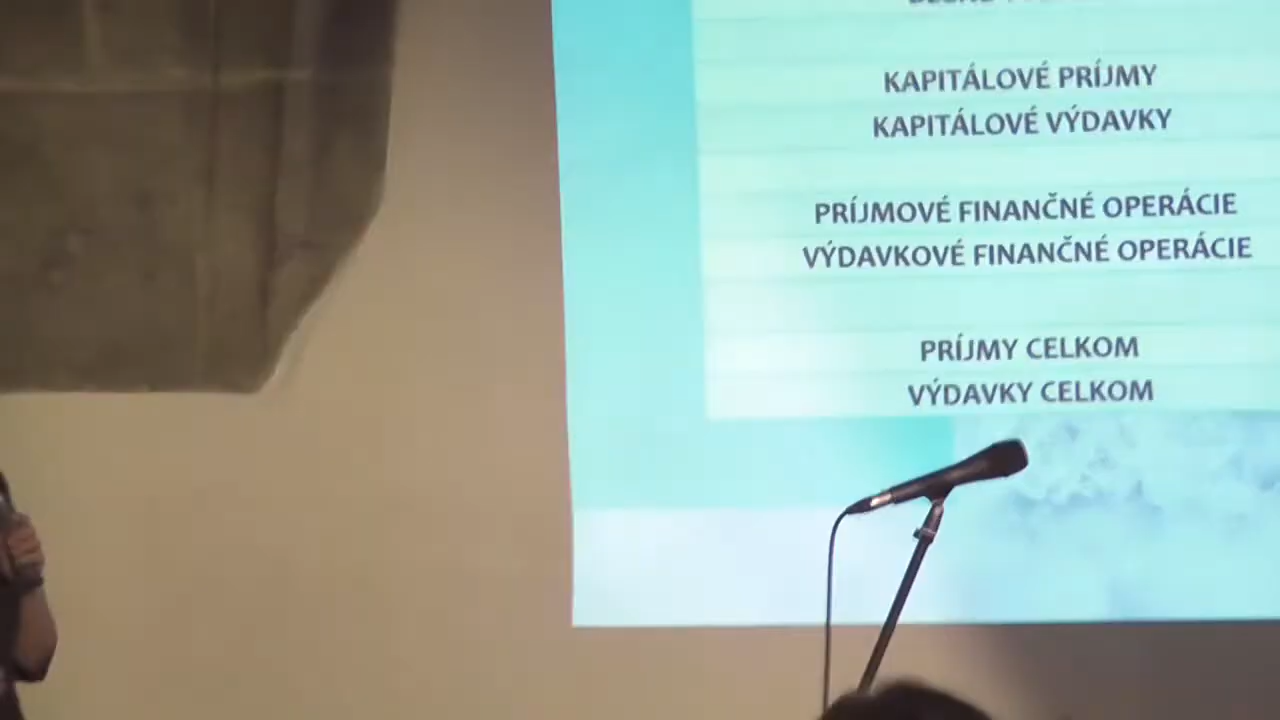 KAPITÁLOVÉ PRÍJMY
KAPITÁLOVÉ VÝDAVKY
PRÍJMOVÉ FINANČNÉ OPERÁCIE
VÝDAVKOVÉ FINANČNÉ OPERÁCIE
PRÍJMY CELKOM
VÝDAVKY CELKOM